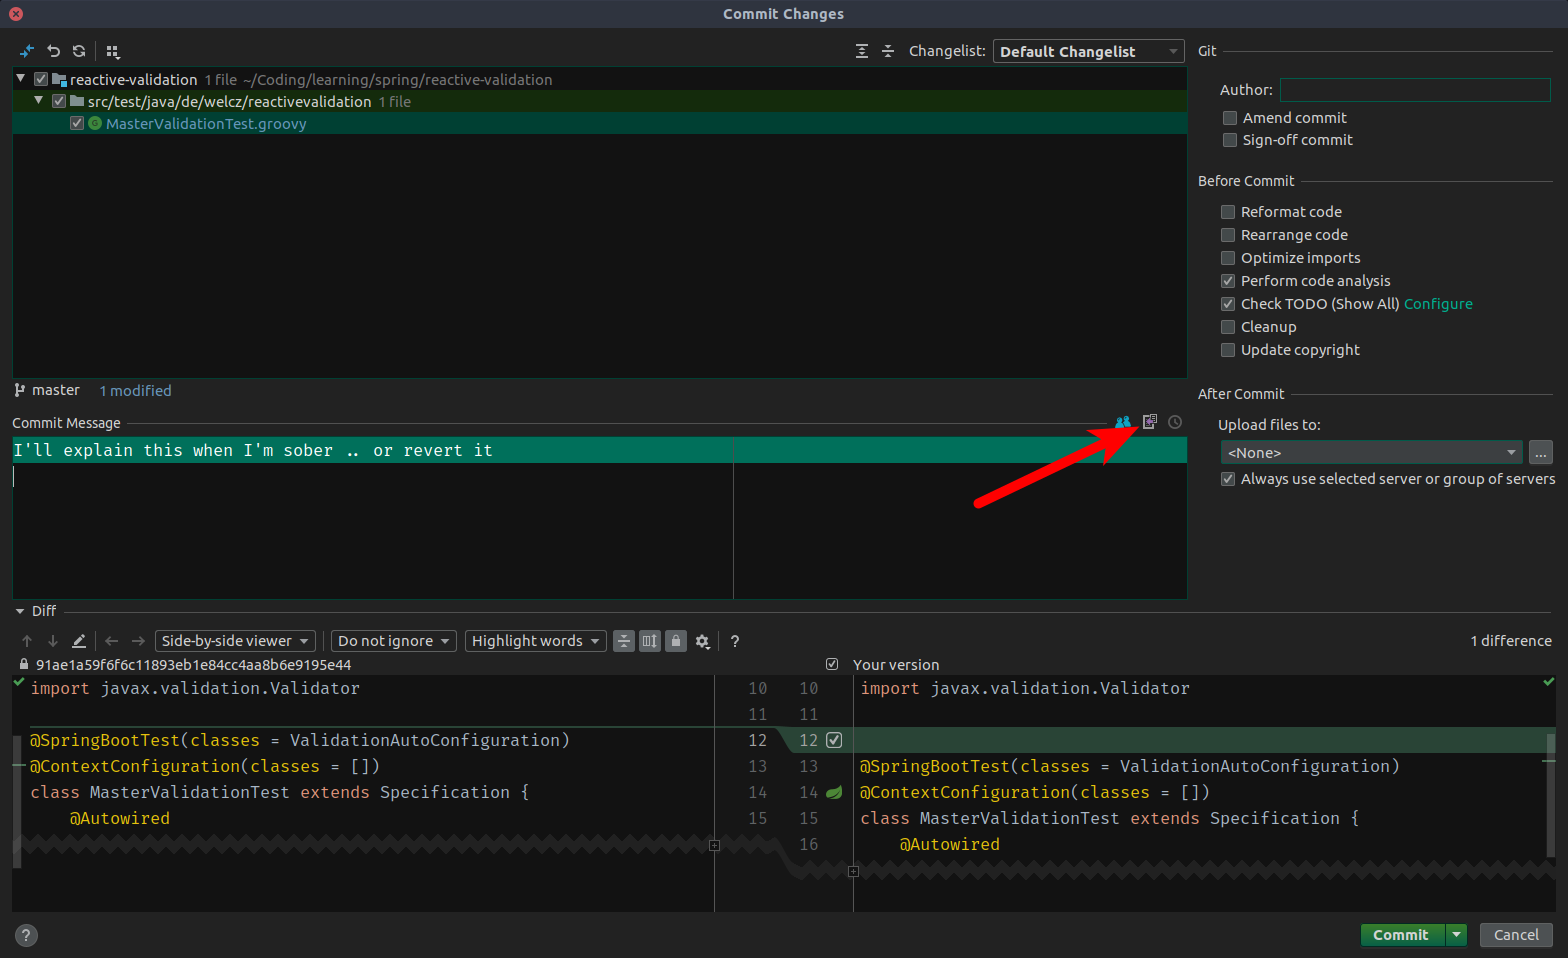 Commit Changes
Changelist: Default Changelist
reactive-validation 1 file ~/Coding/learning/spring/reactive-validation
src/test/java/de/welcz/reactivevalidation 1 file
G MasterValidationTest.groovy
master 1 modified
Commit Message
I'll explain this when I'm sober .. or revert it
Git
Author:
Amend commit
Sign-off commit
Before Commit
Reformat code
Rearrange code
Optimize imports
Perform code analysis
Check TODO (Show All) Configure
Cleanup
Update copyright
After Commit
Upload files to:
<None> ...
Always use selected server or group of servers
Diff
Side-by-side viewer Do not ignore Highlight words ? 1 difference
91ae1a59f6f6c11893eb1e84cc4aa8b6e9195e44 Your version
import javax.validation.Validator 10 10 import javax.validation.Validator
11 11
@SpringBootTest(classes = ValidationAutoConfiguration) 12 12
@ContextConfiguration(classes = []) 13 13 @SpringBootTest(classes = ValidationAutoConfiguration)
class MasterValidationTest extends Specification { 14 14 @ContextConfiguration(classes = [])
@Autowired 15 15 class MasterValidationTest extends Specification {
16 @Autowired
? Commit Cancel